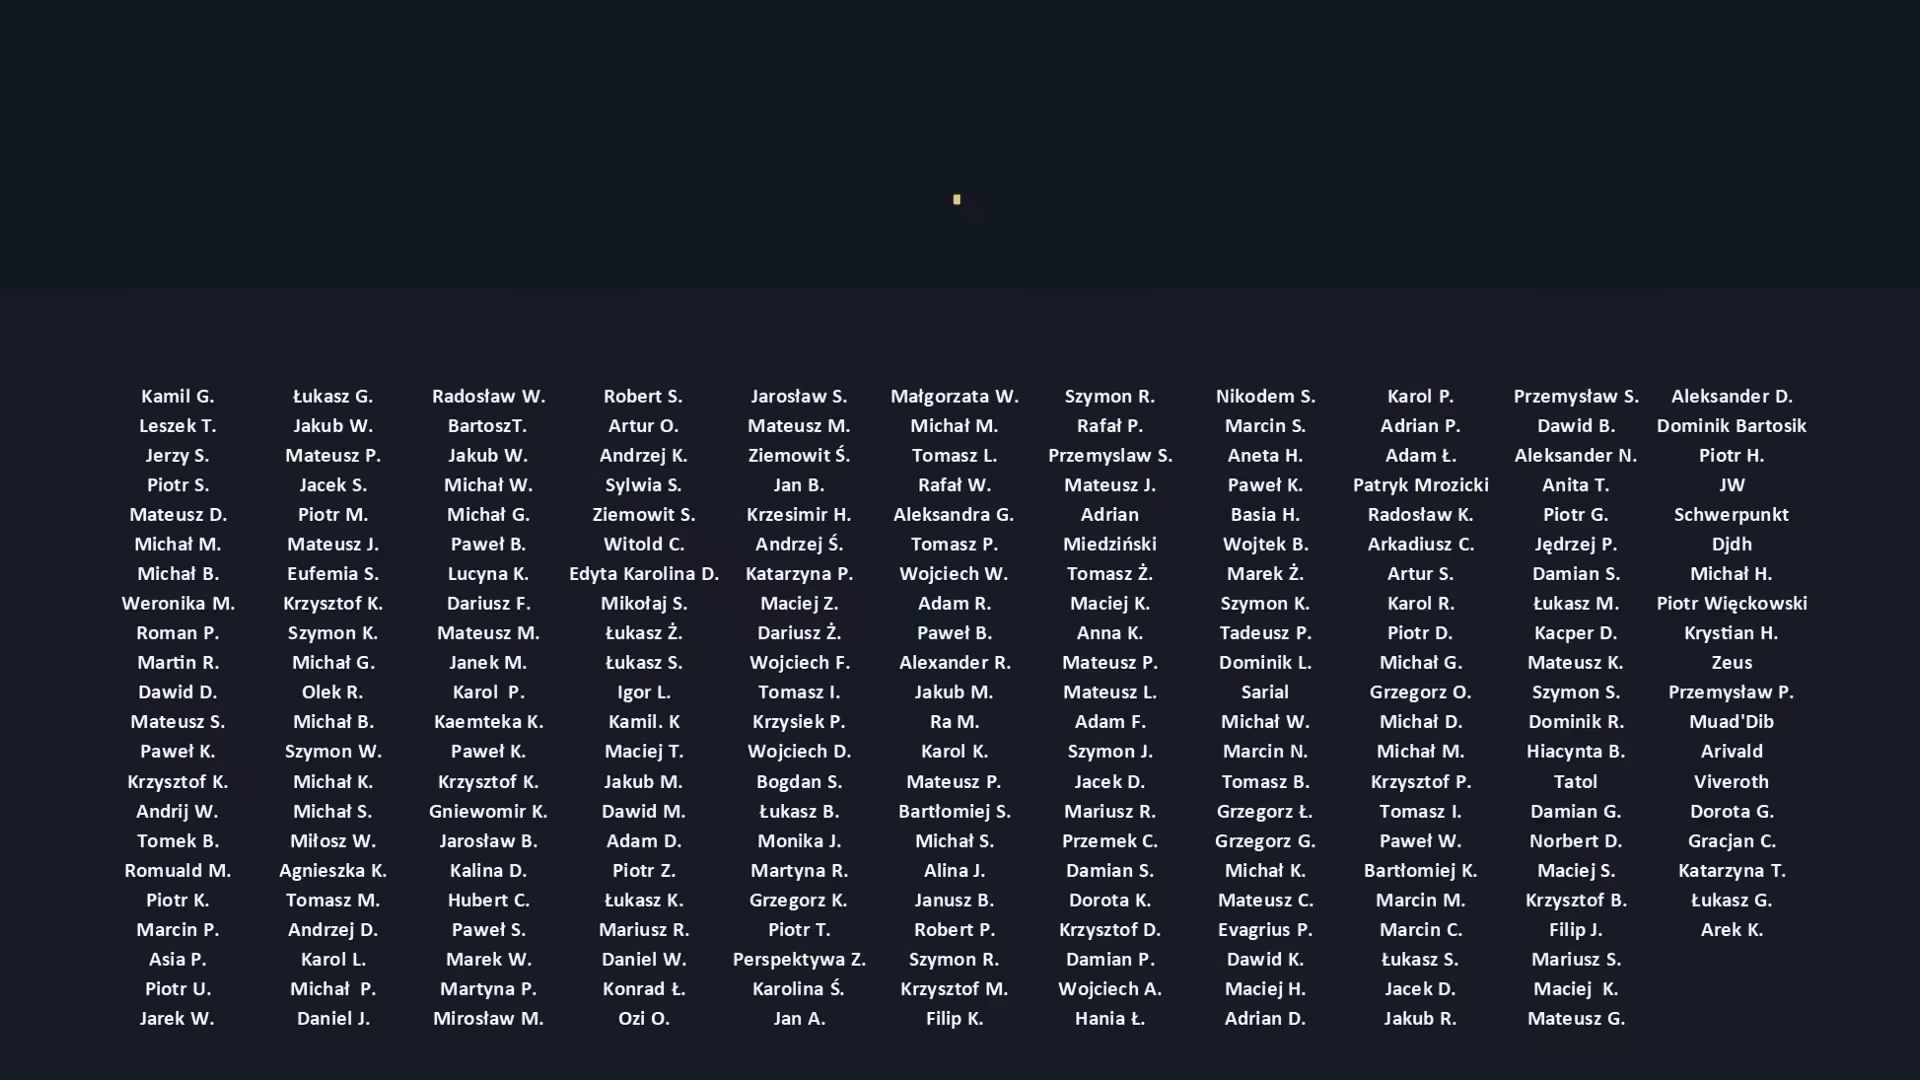 Kamil G. Łukasz G. Radosław W. Robert S. Jarosław S. Małgorzata W. Szymon R. Nikodem S. Karol P. Przemysław S. Aleksander D.
Leszek T. Jakub W. BartoszT. Artur O. Mateusz M. Michał M. Rafał P. Marcin S. Adrian P. Dawid B. Dominik Bartosik
Jerzy S. Mateusz P. Jakub W. Andrzej K. Ziemowit Ś. Tomasz L. Przemyslaw S. Aneta H. Adam Ł. Aleksander N. Piotr H.
Piotr S. Jacek S. Michał W. Sylwia S. Jan B. Rafał W. Mateusz J. Paweł K. Patryk Mrozicki Anita T. JW
Mateusz D. Piotr M. Michał G. Ziemowit S. Krzesimir H. Aleksandra G. Adrian Basia H. Radosław K. Piotr G. Schwerpunkt
Michał M. Mateusz J. Paweł B. Witold C. Andrzej Ś. Tomasz P. Miedziński Wojtek B. Arkadiusz C. Jędrzej P. Djdh
Michał B. Eufemia S. Lucyna K. Edyta Karolina D. Katarzyna P. Wojciech W. Tomasz Ż. Marek Ż. Artur S. Damian S. Michał H.
Weronika M. Krzysztof K. Dariusz F. Mikołaj S. Maciej Z. Adam R. Maciej K. Szymon K. Karol R. Łukasz M. Piotr Więckowski
Roman P. Szymon K. Mateusz M. Łukasz Ż. Dariusz Ż. Paweł B. Anna K. Tadeusz P. Piotr D. Kacper D. Krystian H.
Martin R. Michał G. Janek M. Łukasz S. Wojciech F. Alexander R. Mateusz P. Dominik L. Michał G. Mateusz K. Zeus
Dawid D. Olek R. Karol  P. Igor L. Tomasz I. Jakub M. Mateusz L. Sarial Grzegorz O. Szymon S. Przemysław P.
Mateusz S. Michał B. Kaemteka K. Kamil. K Krzysiek P. Ra M. Adam F. Michał W. Michał D. Dominik R. Muad'Dib
Paweł K. Szymon W. Paweł K. Maciej T. Wojciech D. Karol K. Szymon J. Marcin N. Michał M. Hiacynta B. Arivald
Krzysztof K. Michał K. Krzysztof K. Jakub M. Bogdan S. Mateusz P. Jacek D. Tomasz B. Krzysztof P. Tatol Viveroth
Andrij W. Michał S. Gniewomir K. Dawid M. Łukasz B. Bartłomiej S. Mariusz R. Grzegorz Ł. Tomasz I. Damian G. Dorota G.
Tomek B. Miłosz W. Jarosław B. Adam D. Monika J. Michał S. Przemek C. Grzegorz G. Paweł W. Norbert D. Gracjan C.
Romuald M. Agnieszka K. Kalina D. Piotr Z. Martyna R. Alina J. Damian S. Michał K. Bartłomiej K. Maciej S. Katarzyna T.
Piotr K. Tomasz M. Hubert C. Łukasz K. Grzegorz K. Janusz B. Dorota K. Mateusz C. Marcin M. Krzysztof B. Łukasz G.
Marcin P. Andrzej D. Paweł S. Mariusz R. Piotr T. Robert P. Krzysztof D. Evagrius P. Marcin C. Filip J. Arek K.
Asia P. Karol L. Marek W. Daniel W. Perspektywa Z. Szymon R. Damian P. Dawid K. Łukasz S. Mariusz S.
Piotr U. Michał  P. Martyna P. Konrad Ł. Karolina Ś. Krzysztof M. Wojciech A. Maciej H. Jacek D. Maciej  K.
Jarek W. Daniel J. Mirosław M. Ozi O. Jan A. Filip K. Hania Ł. Adrian D. Jakub R. Mateusz G.